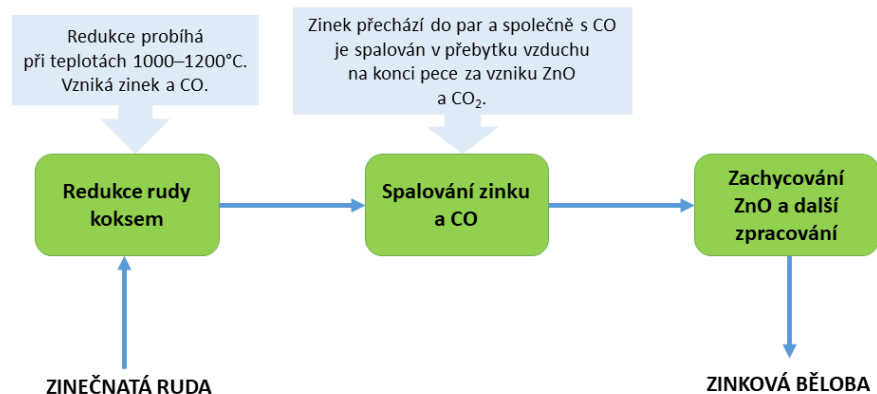 Redukce probíhá
při teplotách 1000–1200°C.
Vzniká zinek a CO.
Zinek přechází do par a společně s CO
je spalován v přebytku vzduchu
na konci pece za vzniku ZnO
a CO₂.
Redukce rudy
koksem
Spalování zinku
a CO
Zachycování
ZnO a další
zpracování
ZINEČNATÁ RUDA
ZINKOVÁ BĚLOBA